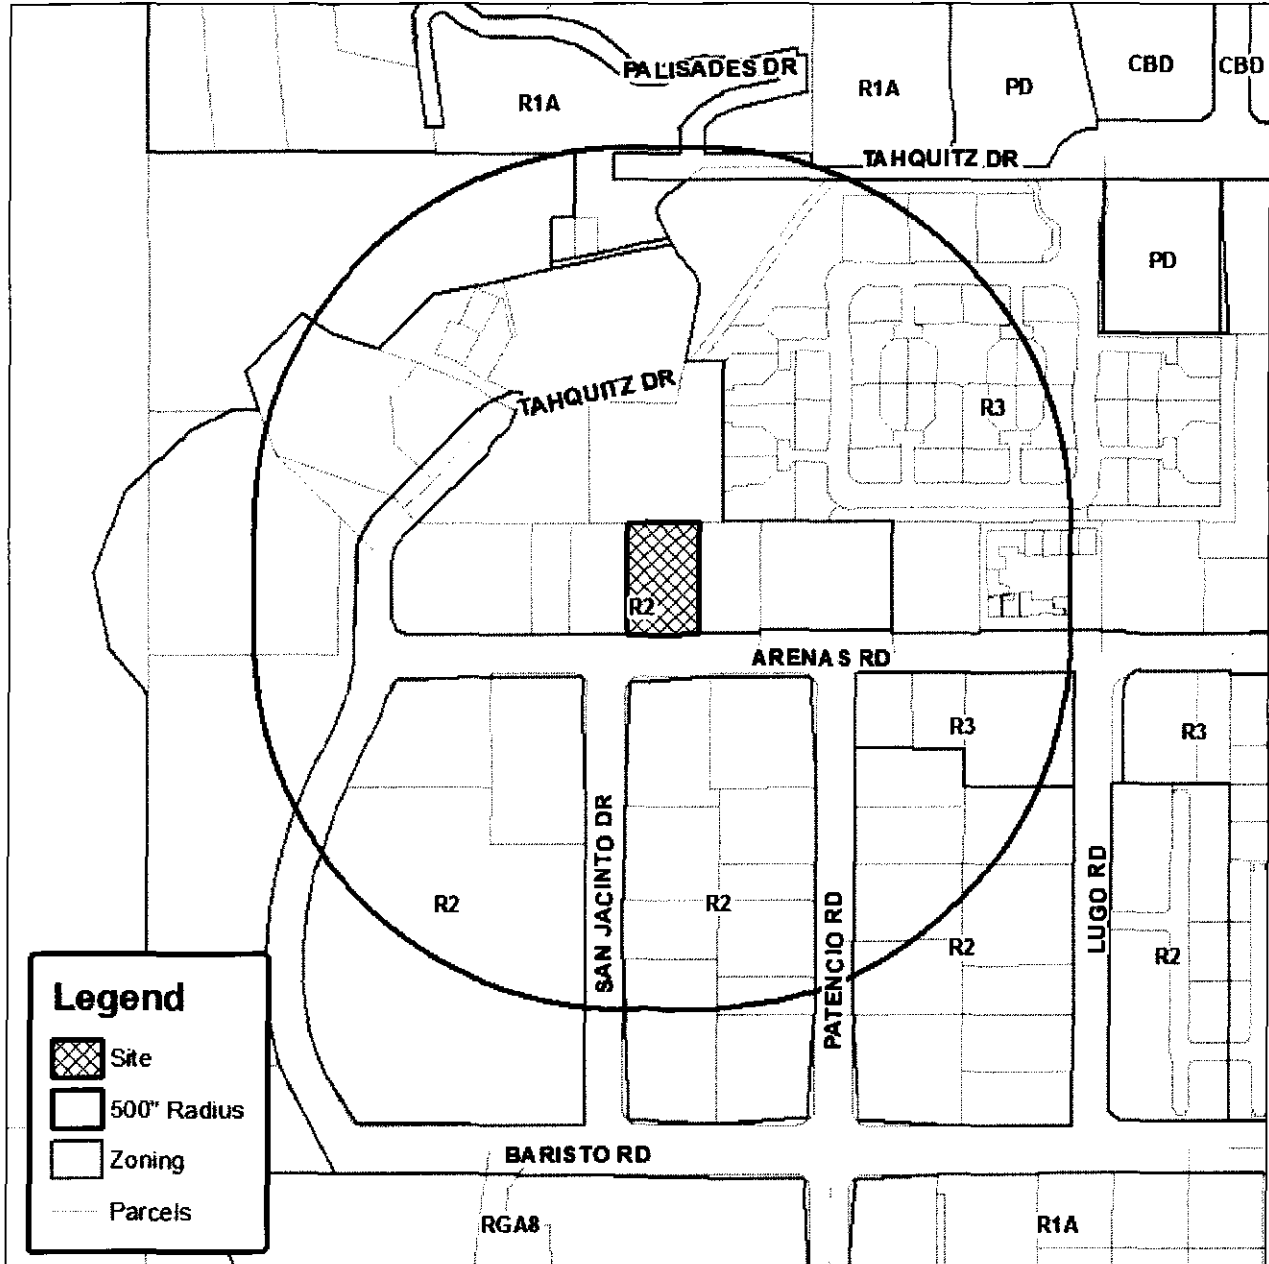 PALISADES DR
CBD
CBD
R1A
R1A
PD
TAHQUITZ DR
PD
TAHQUITZ DR
R3
R2
ARENAS RD
R3
R3
SAN JACINTO DR
LUGO RD
R2
R2
PATENCIO RD
R2
R2
Legend
Site
500" Radius
Zoning
Parcels
BARISTO RD
RGA8
R1A